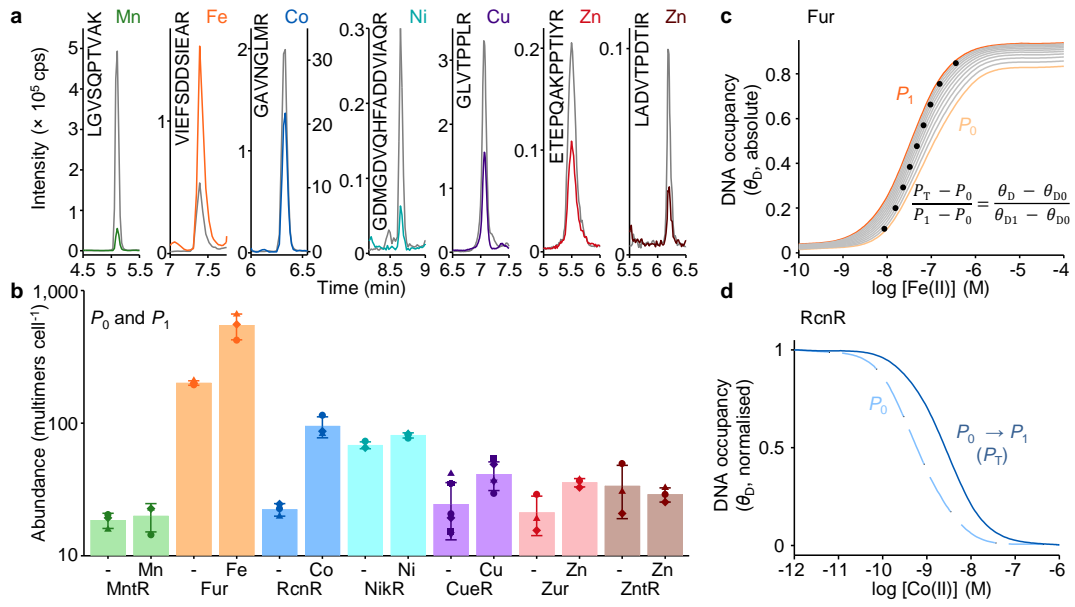 a
Mn
Fe
Co
Ni
Cu
Zn
Zn
Intensity (× 10⁵ cps)
5
4
3
2
1
0
LGVSQPTVAK
4.5 5 5.5
1
0
VIEFSDDSIEAR
7 7.5
2
1
0
GAVNGLMR
30
20
10
0
6 6.5
0.3
0.2
0.1
0
GDMGDVQHFADDVIAQR
8.5 9
3
2
1
0
GLVTPPLR
6.5 7 7.5
0.2
0.1
0
ETEPQAKPPTIYR
5 5.5 6
0.1
0
LADVTPDTIR
5.5 6 6.5
Time (min)
b
P₀ and P₁
Abundance (multimers cell⁻¹)
1,000
100
10
- Mn - Fe - Co - Ni - Cu - Zn - Zn
MntR Fur RcnR NikR CueR Zur ZntR
c
Fur
DNA occupancy
(θD, absolute)
0.8
0.6
0.4
0.2
0
P₁
P₀
PT − P₀ / P₁ − P₀ = θD − θD0 / θD1 − θD0
-10 -9 -8 -7 -6 -5 -4
log [Fe(II)] (M)
d
RcnR
DNA occupancy
(θD, normalised)
1
0.5
0
P₀
P₀ → P₁
(PT)
-12 -11 -10 -9 -8 -7 -6
log [Co(II)] (M)